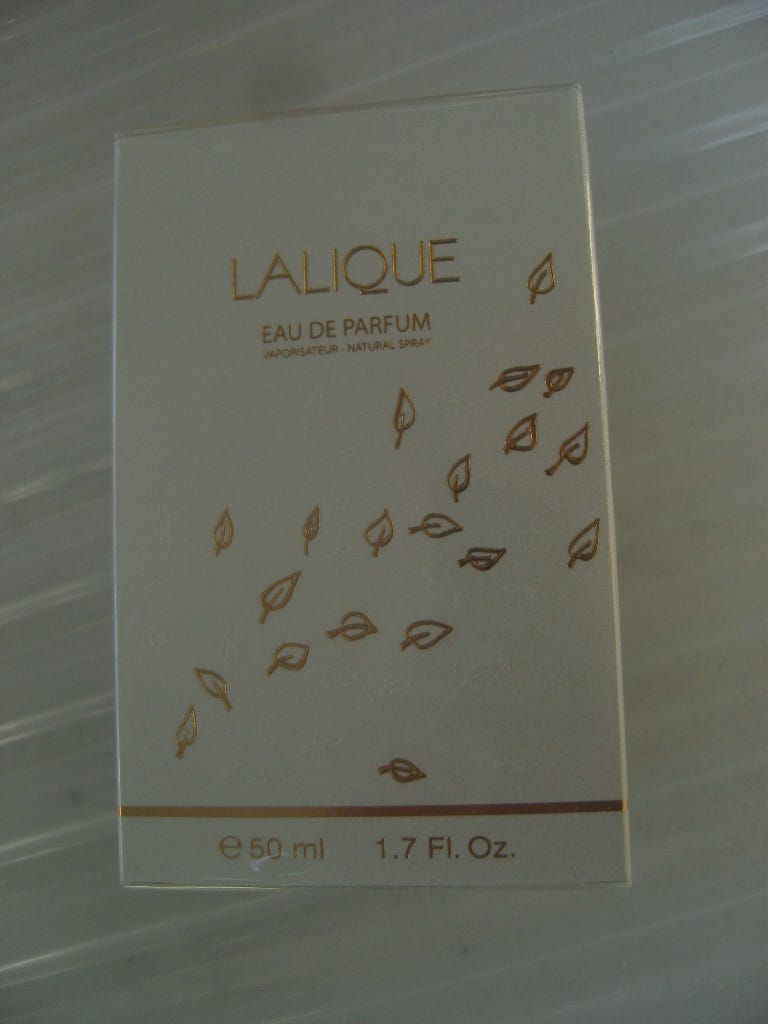 LALIQUE
EAU DE PARFUM
VAPORISATEUR - NATURAL SPRAY
℮ 50 ml 1.7 Fl. Oz.